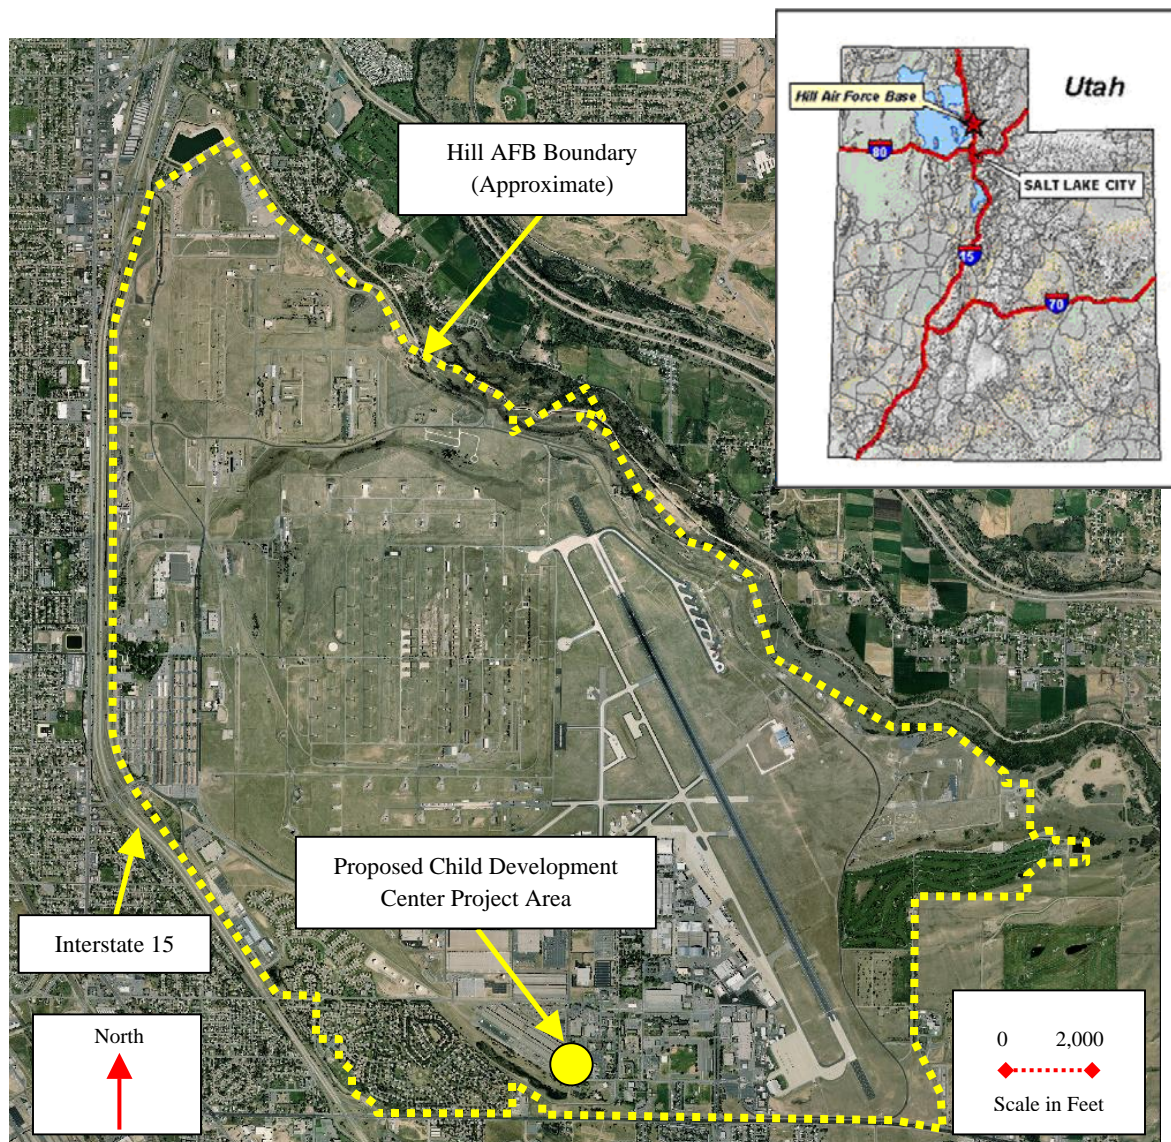 Utah
Hill Air Force Base
80
SALT LAKE CITY
15
70
Hill AFB Boundary
(Approximate)
Proposed Child Development
Center Project Area
Interstate 15
North
0 2,000
Scale in Feet